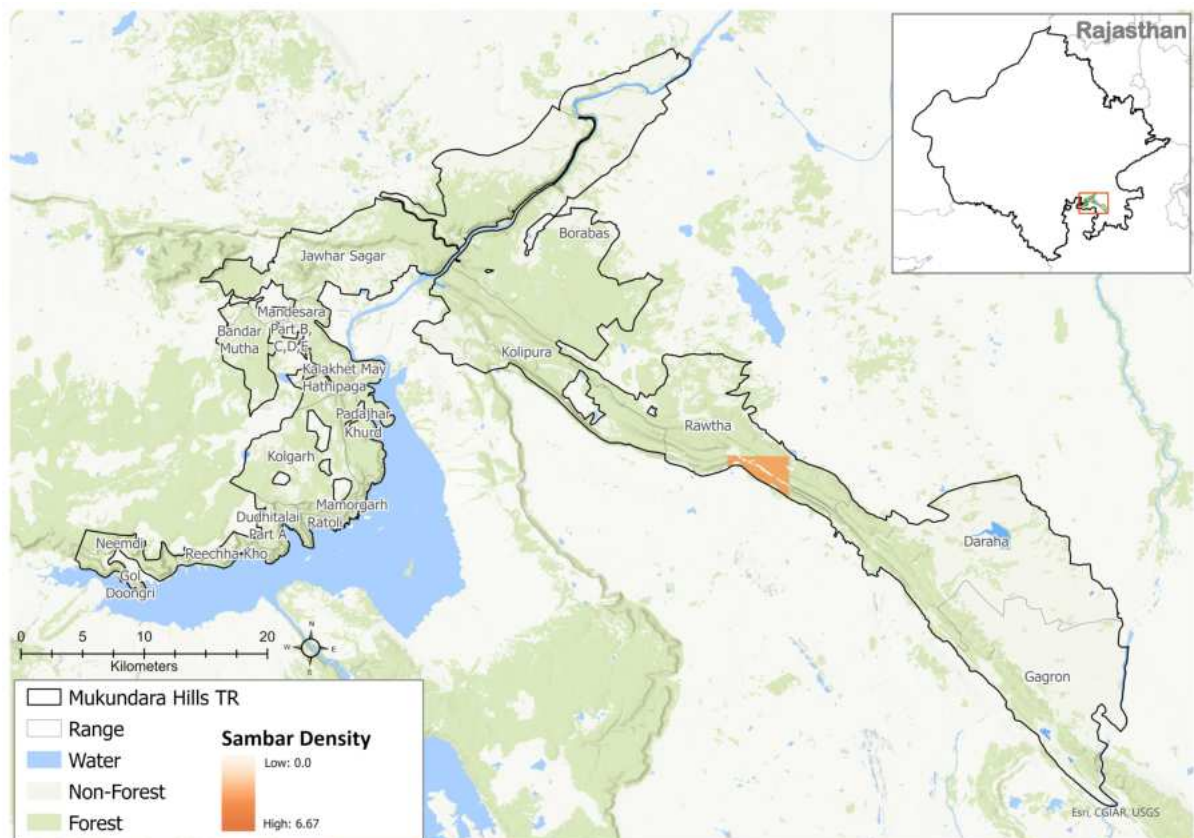 Rajasthan
Borabas
Jawhar Sagar
Mandesara
Part B,
C,D,E
Bandar
Mutha
Kalakhet May
Hathipaga
Kolipura
Padajhar
Khurd
Rawtha
Kolgarh
Mamorgarh
Ratoli
Dudhitalai
Part A
Neemdi
Reechha Kho
Gol
Doongri
Daraha
Gagron
0 5 10 20
Kilometers
N
W E
S
Mukundara Hills TR
Range
Water
Non-Forest
Forest
Sambar Density
Low: 0.0
High: 6.67
Esri, CGIAR, USGS